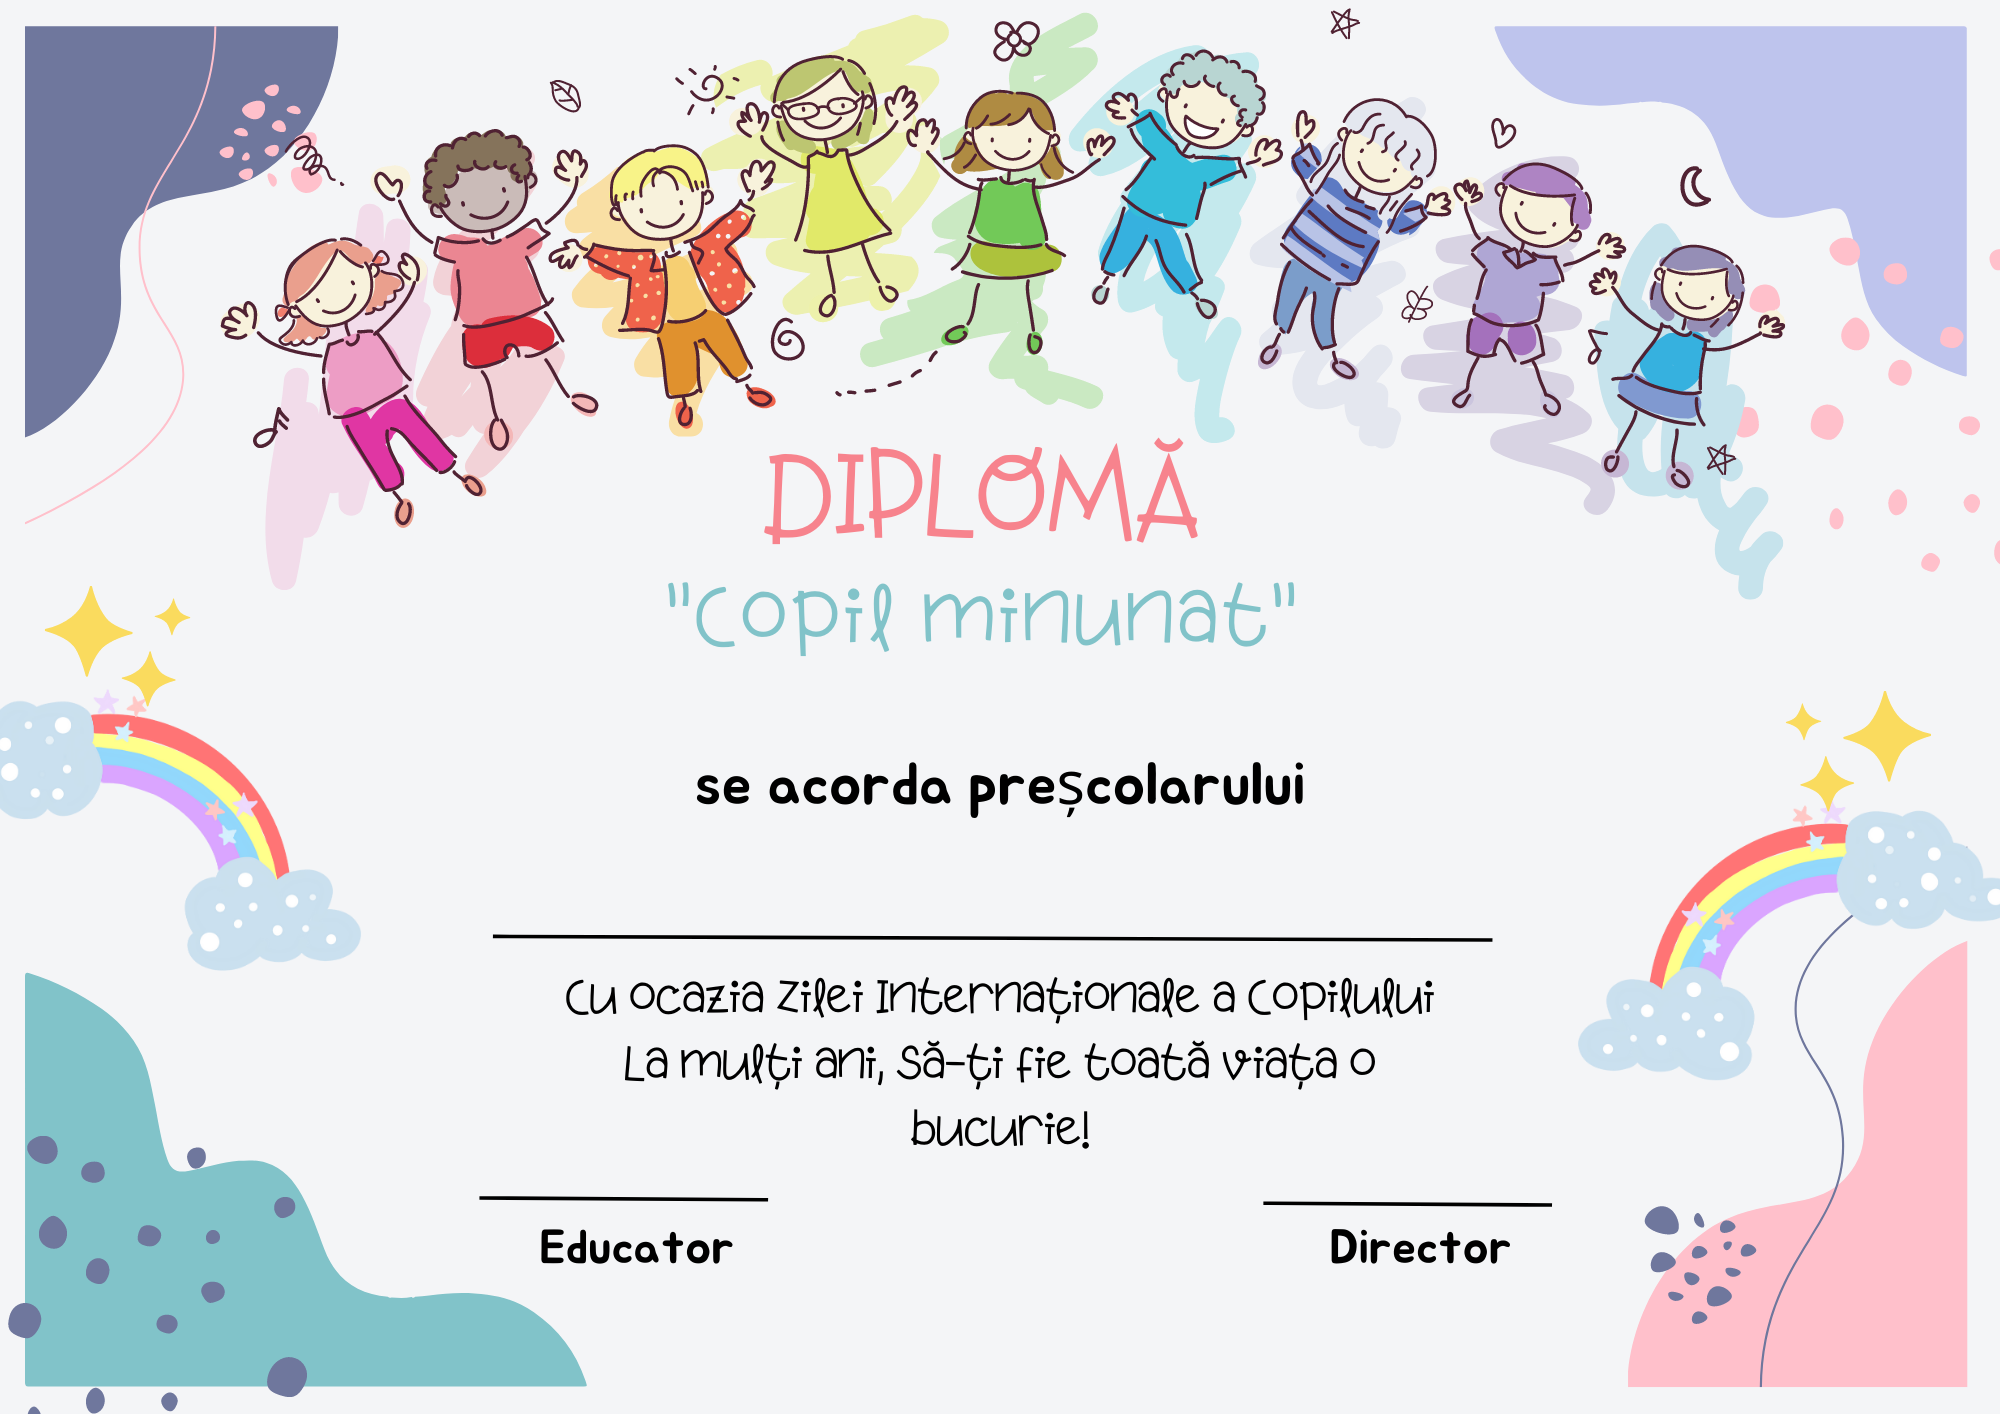 DIPLOMĂ
"Copil minunat"
se acorda preșcolarului
Cu ocazia Zilei Internaționale a Copilului
La mulți ani, Să-ți fie toată viața o
bucurie!
Educator
Director